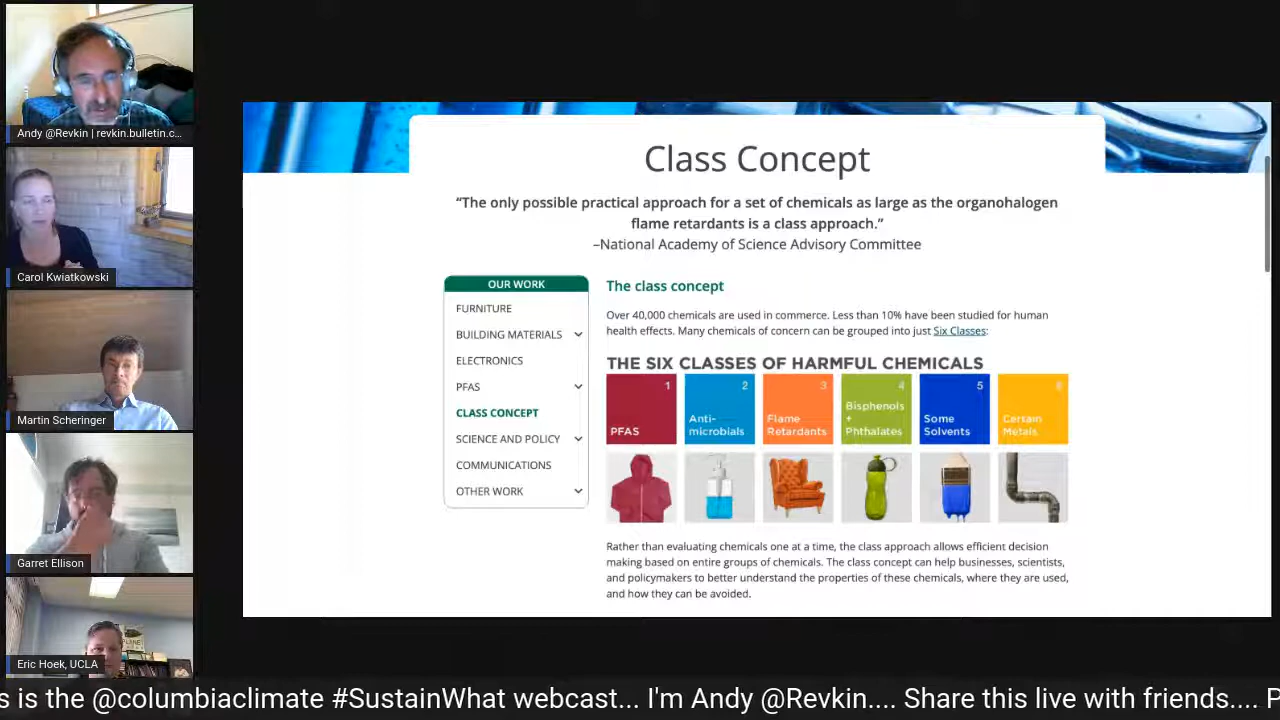 Andy @Revkin | revkin.bulletin.c...
Carol Kwiatkowski
Martin Scheringer
Garret Ellison
Eric Hoek, UCLA
Class Concept
“The only possible practical approach for a set of chemicals as large as the organohalogen
flame retardants is a class approach.”
–National Academy of Science Advisory Committee
OUR WORK
FURNITURE
BUILDING MATERIALS
ELECTRONICS
PFAS
CLASS CONCEPT
SCIENCE AND POLICY
COMMUNICATIONS
OTHER WORK
The class concept
Over 40,000 chemicals are used in commerce. Less than 10% have been studied for human
health effects. Many chemicals of concern can be grouped into just Six Classes:
THE SIX CLASSES OF HARMFUL CHEMICALS
1
PFAS
2
Anti-
microbials
3
Flame
Retardants
4
Bisphenols
+
Phthalates
5
Some
Solvents
6
Certain
Metals
Rather than evaluating chemicals one at a time, the class approach allows efficient decision
making based on entire groups of chemicals. The class concept can help businesses, scientists,
and policymakers to better understand the properties of these chemicals, where they are used,
and how they can be avoided.
s is the @columbiaclimate #SustainWhat webcast... I'm Andy @Revkin.... Share this live with friends.... P